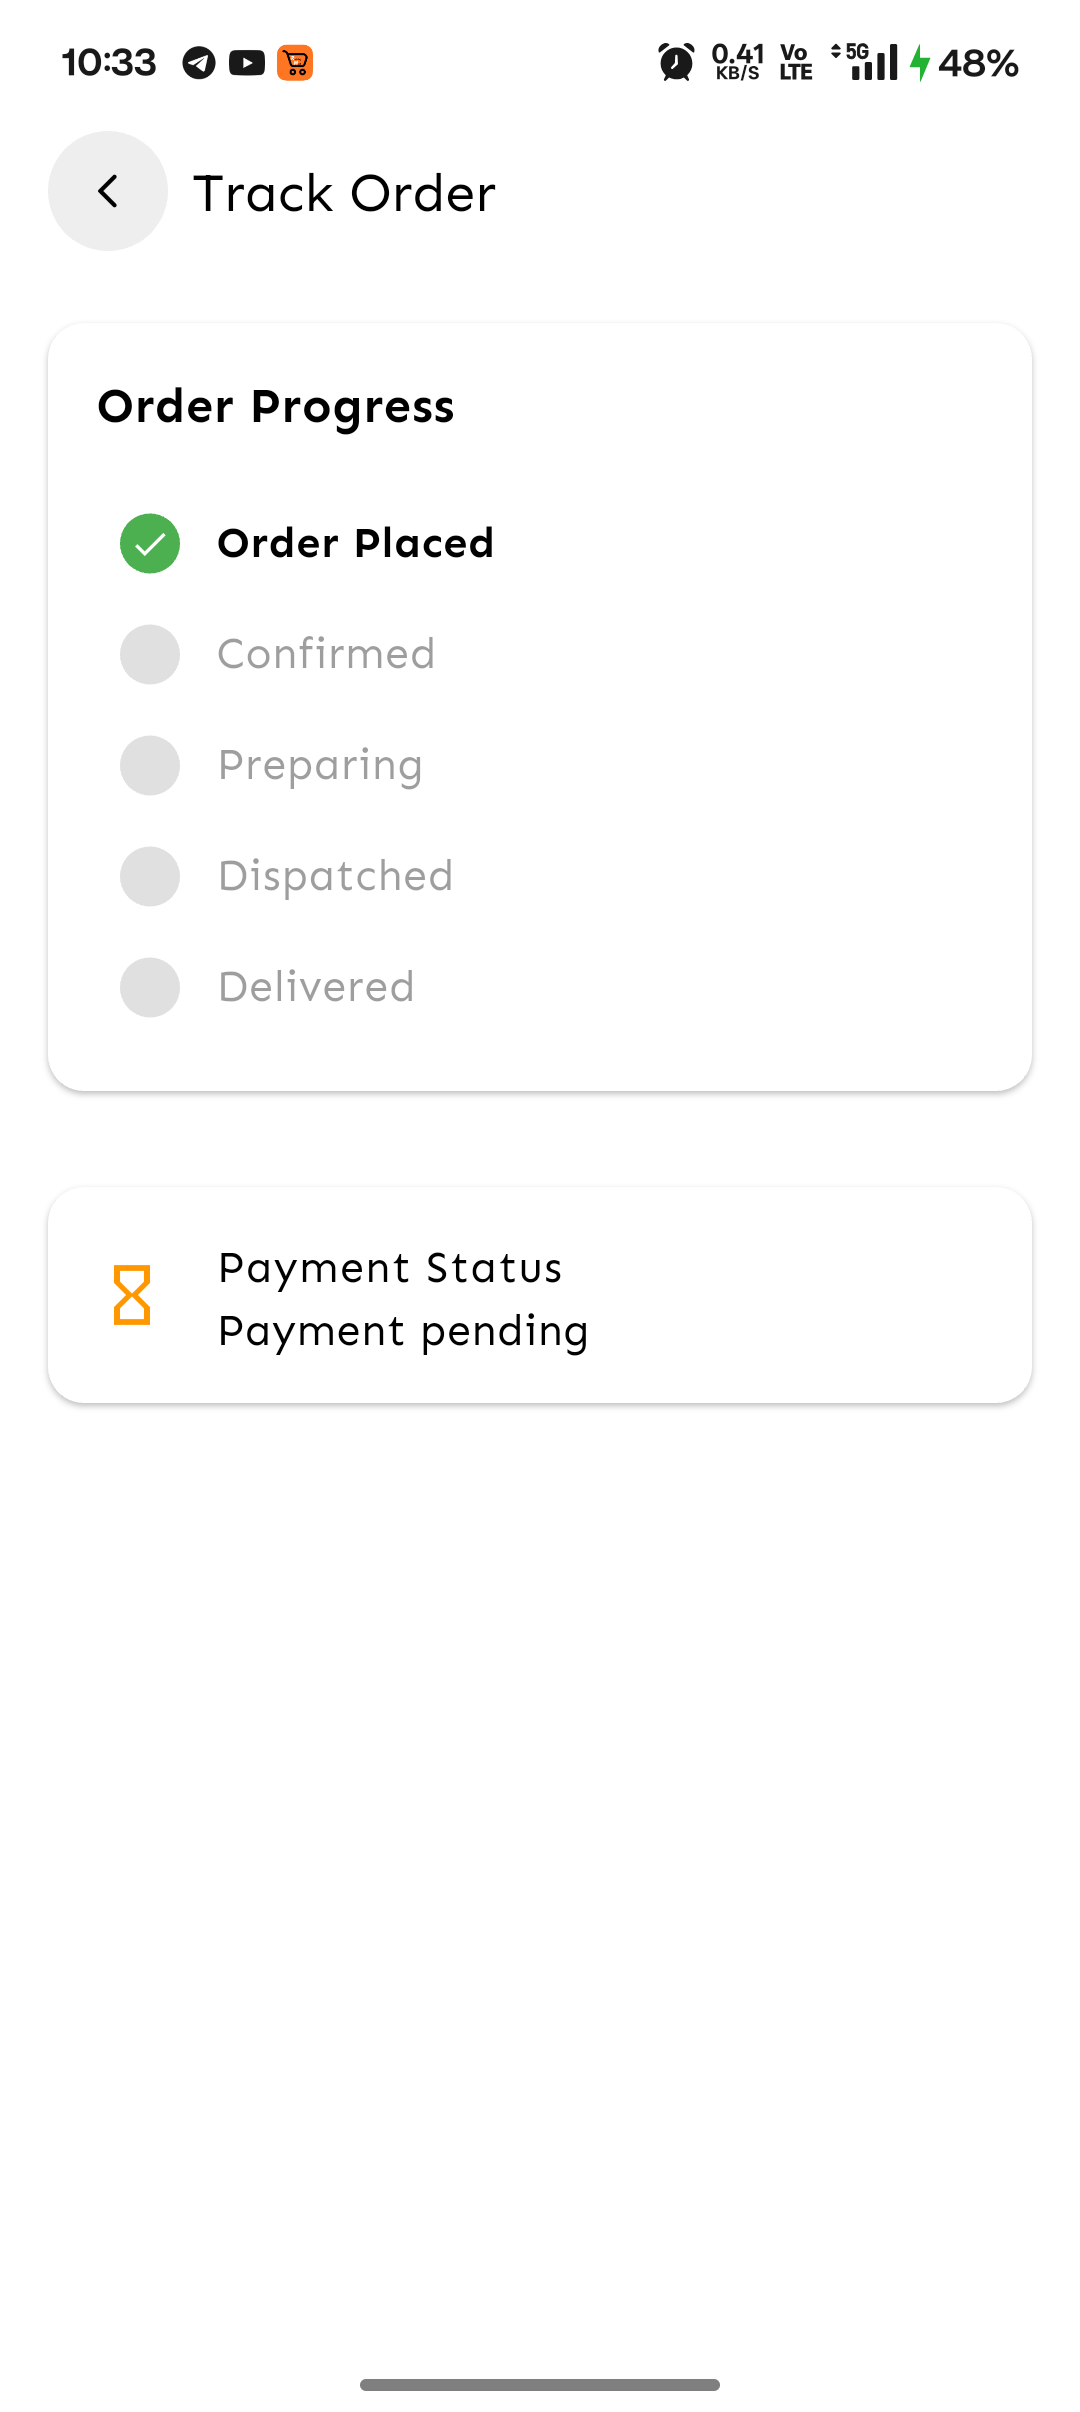 10:33 0.41 KB/S Vo LTE 5G 48%
Track Order
Order Progress
Order Placed
Confirmed
Preparing
Dispatched
Delivered
Payment Status
Payment pending